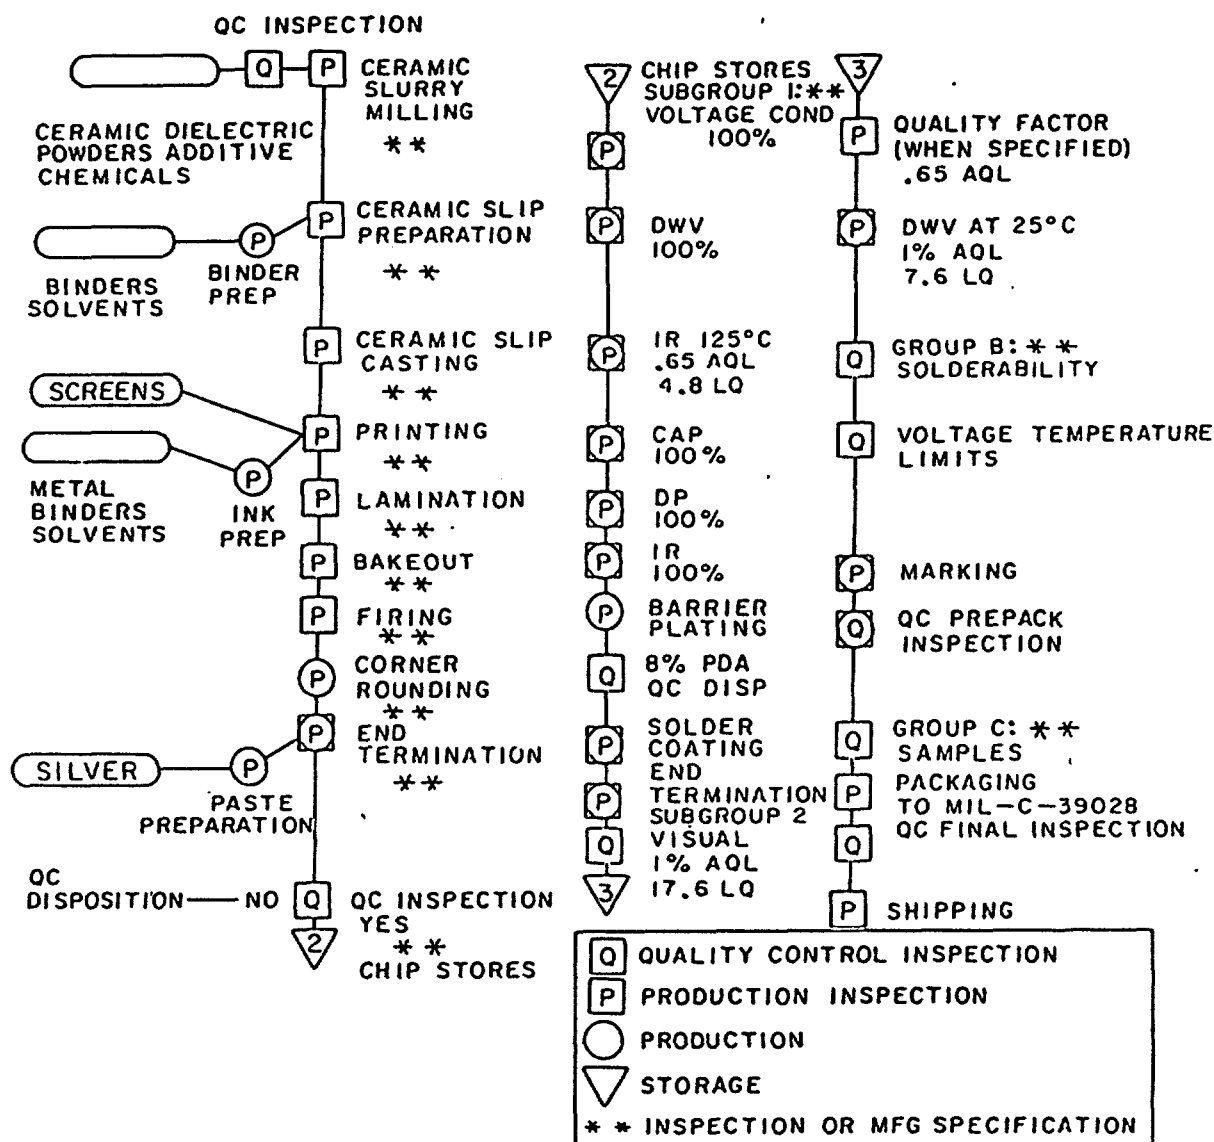 QC INSPECTION
Q P CERAMIC
SLURRY
MILLING
* *
CERAMIC DIELECTRIC
POWDERS ADDITIVE
CHEMICALS
P CERAMIC SLIP
PREPARATION
* *
P
BINDER
PREP
BINDERS
SOLVENTS
P CERAMIC SLIP
CASTING
* *
SCREENS
P PRINTING
* *
P
INK
PREP
METAL
BINDERS
SOLVENTS
P LAMINATION
* *
P BAKEOUT
* *
P FIRING
* *
P CORNER
ROUNDING
* *
P END
TERMINATION
* *
SILVER P
PASTE
PREPARATION
QC
DISPOSITION NO Q QC INSPECTION
YES
* *
2 CHIP STORES
2 CHIP STORES
SUBGROUP 1:* *
VOLTAGE COND
100%
P
P DWV
100%
P IR 125°C
.65 AQL
4.8 LQ
P CAP
100%
P DP
100%
P IR
100%
P BARRIER
PLATING
Q 8% PDA
QC DISP
P SOLDER
COATING
P END
TERMINATION
SUBGROUP 2
Q VISUAL
1% AQL
3 17.6 LQ
3
P QUALITY FACTOR
(WHEN SPECIFIED)
.65 AQL
P DWV AT 25°C
1% AQL
7.6 LQ
Q GROUP B: * *
SOLDERABILITY
Q VOLTAGE TEMPERATURE
LIMITS
P MARKING
Q QC PREPACK
INSPECTION
Q GROUP C: * *
SAMPLES
P PACKAGING
TO MIL-C-39028
Q QC FINAL INSPECTION
P SHIPPING
Q QUALITY CONTROL INSPECTION
P PRODUCTION INSPECTION
PRODUCTION
STORAGE
* * INSPECTION OR MFG SPECIFICATION